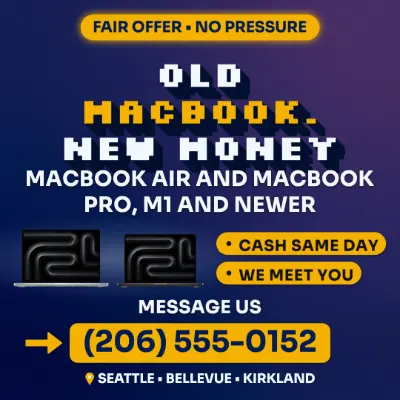 FAIR OFFER • NO PRESSURE
OLD
MACBOOK.
NEW MONEY
MACBOOK AIR AND MACBOOK
PRO, M1 AND NEWER
• CASH SAME DAY
• WE MEET YOU
MESSAGE US
(206) 555-0152
SEATTLE • BELLEVUE • KIRKLAND